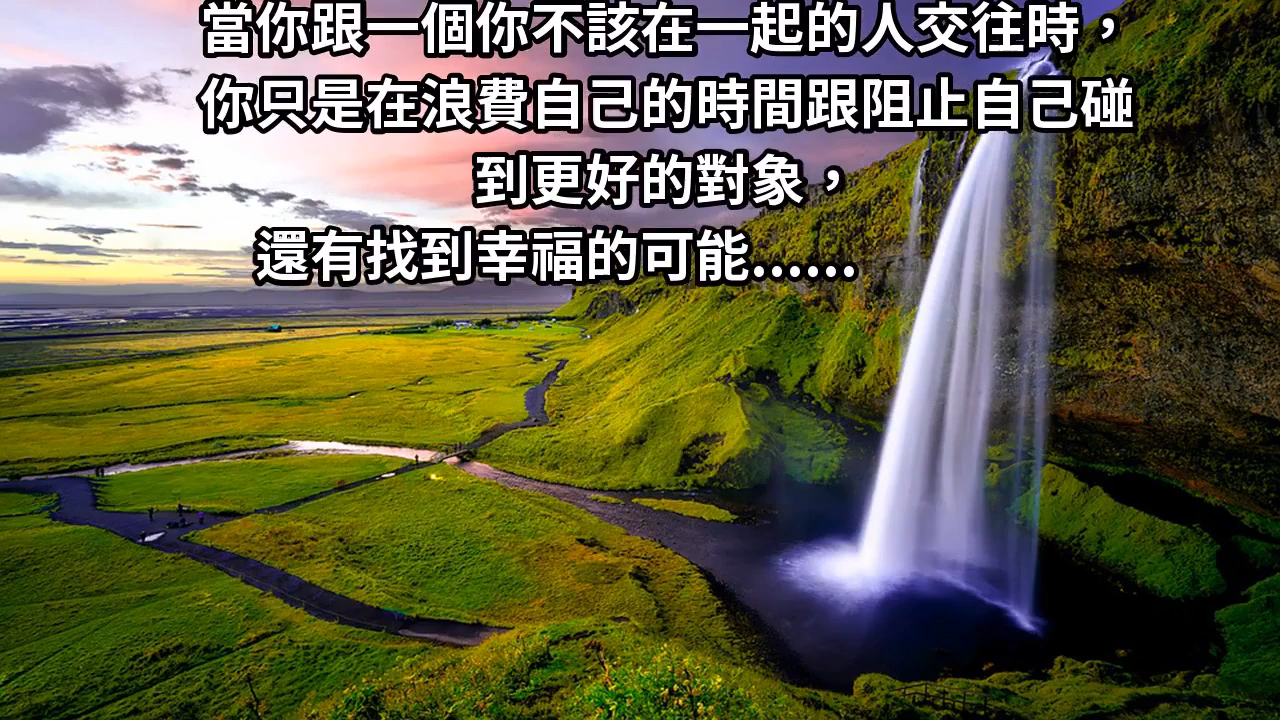 當你跟一個你不該在一起的人交往時，
你只是在浪費自己的時間跟阻止自己碰
到更好的對象，
還有找到幸福的可能......